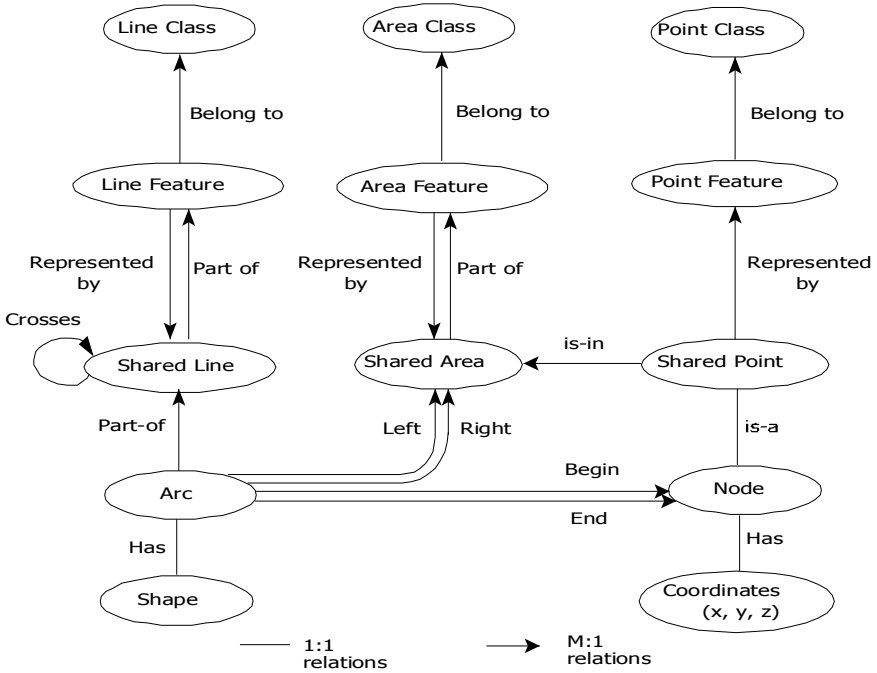 Line Class
Area Class
Point Class
Belong to
Belong to
Belong to
Line Feature
Area Feature
Point Feature
Represented
by
Part of
Represented
by
Part of
Represented
by
Crosses
Shared Line
Shared Area
is-in
Shared Point
Part-of
Left
Right
is-a
Arc
Begin
End
Node
Has
Has
Shape
Coordinates
(x, y, z)
1:1
relations
M:1
relations